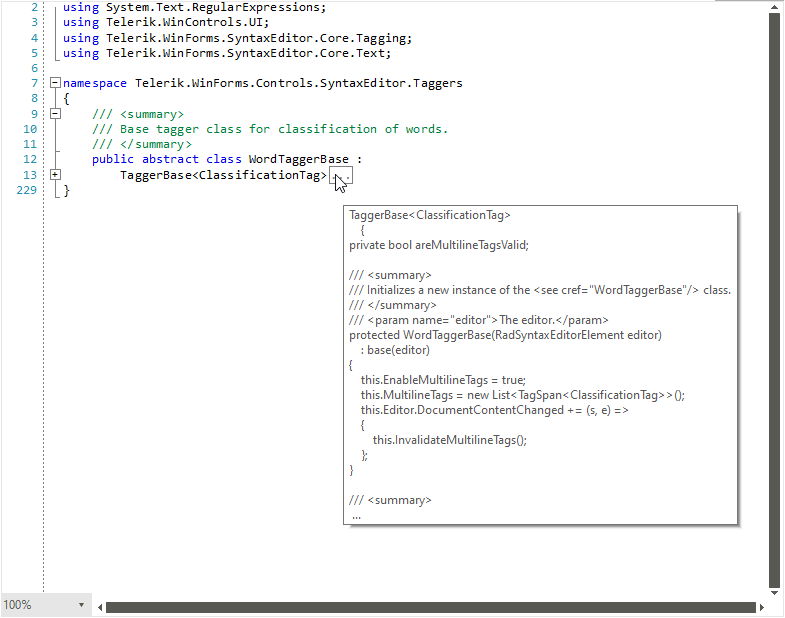 2 using System.Text.RegularExpressions;
3 using Telerik.WinControls.UI;
4 using Telerik.WinForms.SyntaxEditor.Core.Tagging;
5 using Telerik.WinForms.SyntaxEditor.Core.Text;
6
7 namespace Telerik.WinForms.Controls.SyntaxEditor.Taggers
8 {
9 /// <summary>
10 /// Base tagger class for classification of words.
11 /// </summary>
12 public abstract class WordTaggerBase :
13 TaggerBase<ClassificationTag> ...
229 }
TaggerBase<ClassificationTag>
{
private bool areMultilineTagsValid;
/// <summary>
/// Initializes a new instance of the <see cref="WordTaggerBase"/> class.
/// </summary>
/// <param name="editor">The editor.</param>
protected WordTaggerBase(RadSyntaxEditorElement editor)
: base(editor)
{
this.EnableMultilineTags = true;
this.MultilineTags = new List<TagSpan<ClassificationTag>>();
this.Editor.DocumentContentChanged += (s, e) =>
{
this.InvalidateMultilineTags();
};
}
/// <summary>
...
100%